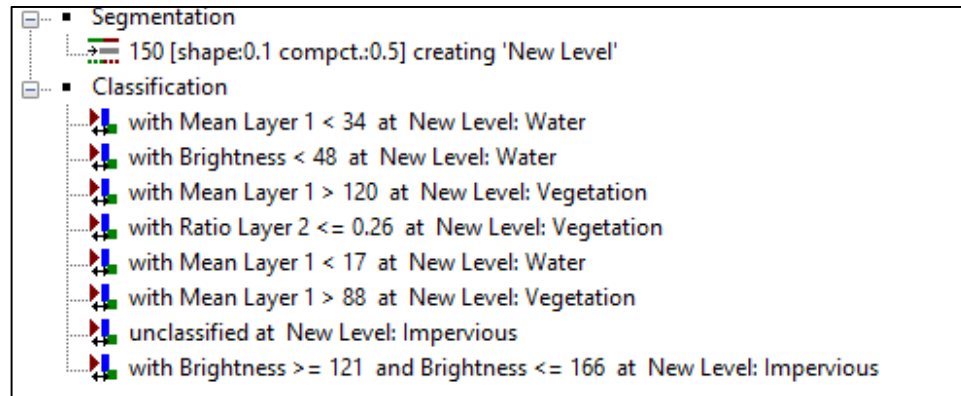 Segmentation
150 [shape:0.1 compct.:0.5] creating 'New Level'
Classification
with Mean Layer 1 < 34 at New Level: Water
with Brightness < 48 at New Level: Water
with Mean Layer 1 > 120 at New Level: Vegetation
with Ratio Layer 2 <= 0.26 at New Level: Vegetation
with Mean Layer 1 < 17 at New Level: Water
with Mean Layer 1 > 88 at New Level: Vegetation
unclassified at New Level: Impervious
with Brightness >= 121 and Brightness <= 166 at New Level: Impervious